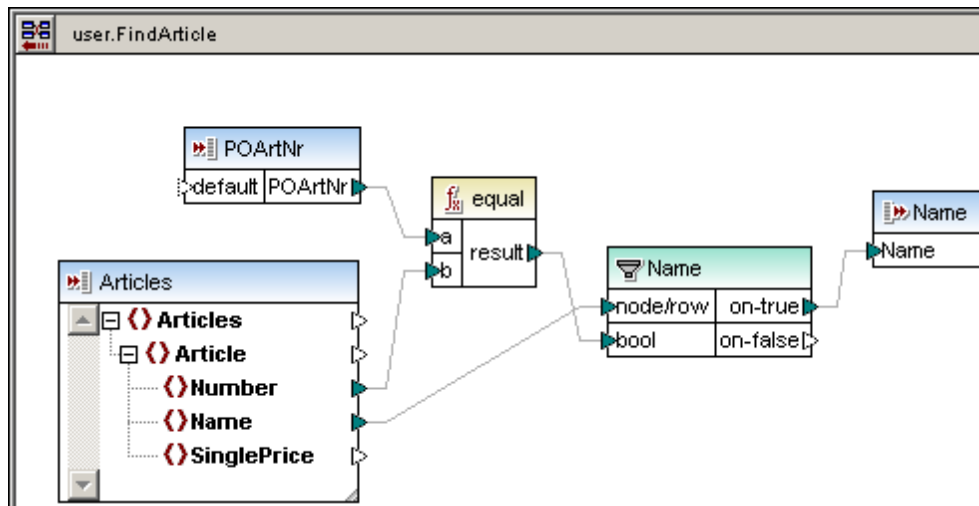 user.FindArticle
POArtNr
default POArtNr
equal
a
result
b
Name
Name
Articles
Articles
Article
Number
Name
SinglePrice
Name
node/row on-true
bool on-false